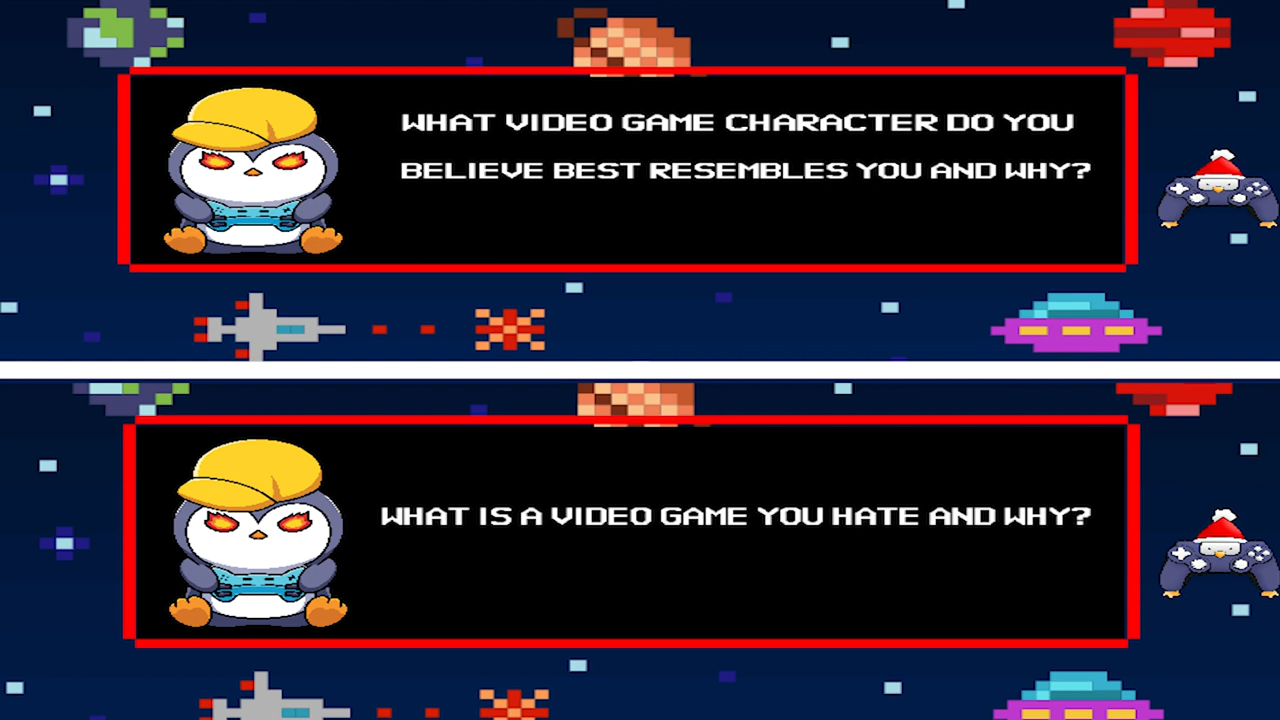 WHAT VIDEO GAME CHARACTER DO YOU
BELIEVE BEST RESEMBLES YOU AND WHY?
WHAT IS A VIDEO GAME YOU HATE AND WHY?